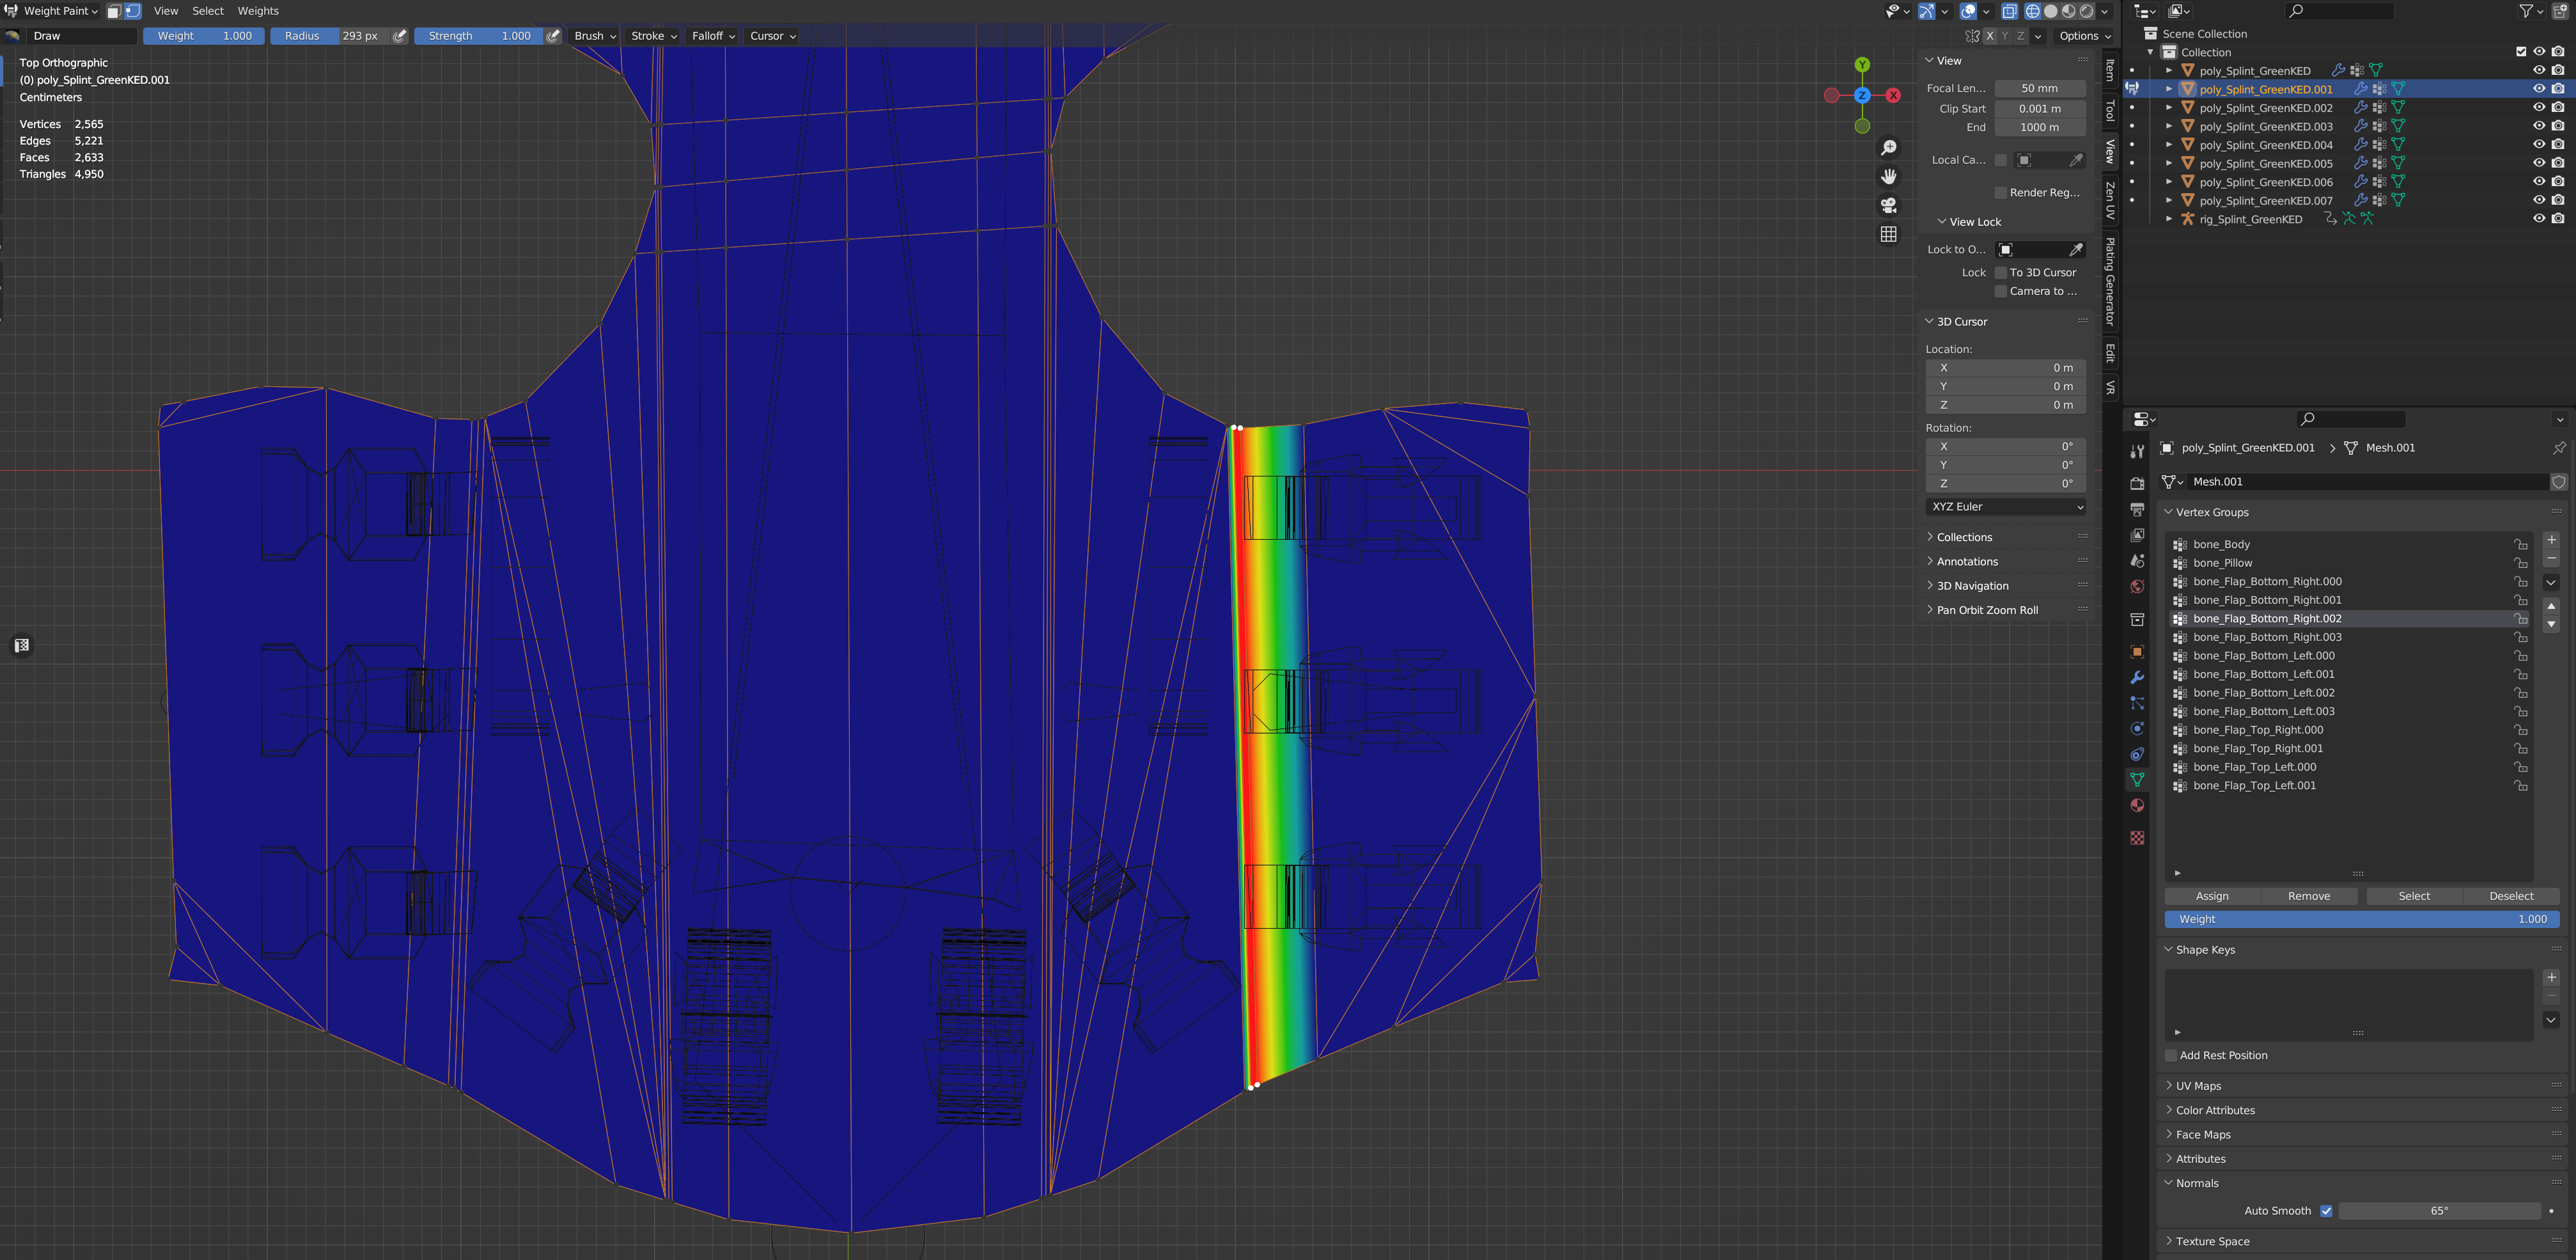 Weight Paint
View
Select
Weights
Draw
Weight 1.000
Radius 293 px
Strength 1.000
Brush
Stroke
Falloff
Cursor
X
Y
Z
Options
Top Orthographic
(0) poly_Splint_GreenKED.001
Centimeters
Vertices 2,565
Edges 5,221
Faces 2,633
Triangles 4,950
Y
Z
X
View
Focal Len... 50 mm
Clip Start 0.001 m
End 1000 m
Local Ca...
Render Reg...
View Lock
Lock to O...
Lock To 3D Cursor
Camera to ...
3D Cursor
Location:
X 0 m
Y 0 m
Z 0 m
Rotation:
X 0°
Y 0°
Z 0°
XYZ Euler
Collections
Annotations
3D Navigation
Pan Orbit Zoom Roll
Item
Tool
View
Zen UV
Plating Generator
Edit
VR
Scene Collection
Collection
poly_Splint_GreenKED
poly_Splint_GreenKED.001
poly_Splint_GreenKED.002
poly_Splint_GreenKED.003
poly_Splint_GreenKED.004
poly_Splint_GreenKED.005
poly_Splint_GreenKED.006
poly_Splint_GreenKED.007
rig_Splint_GreenKED
poly_Splint_GreenKED.001 > Mesh.001
Mesh.001
Vertex Groups
bone_Body
bone_Pillow
bone_Flap_Bottom_Right.000
bone_Flap_Bottom_Right.001
bone_Flap_Bottom_Right.002
bone_Flap_Bottom_Right.003
bone_Flap_Bottom_Left.000
bone_Flap_Bottom_Left.001
bone_Flap_Bottom_Left.002
bone_Flap_Bottom_Left.003
bone_Flap_Top_Right.000
bone_Flap_Top_Right.001
bone_Flap_Top_Left.000
bone_Flap_Top_Left.001
Assign
Remove
Select
Deselect
Weight 1.000
Shape Keys
Add Rest Position
UV Maps
Color Attributes
Face Maps
Attributes
Normals
Auto Smooth 65°
Texture Space